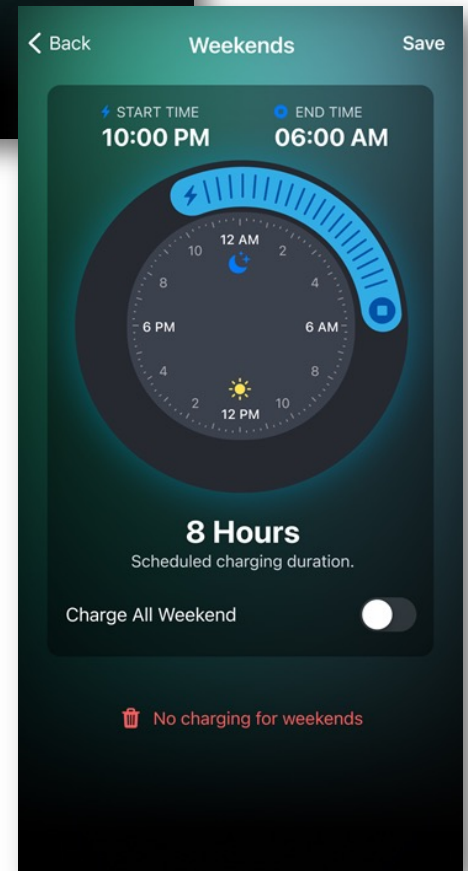 Back Weekends Save
START TIME END TIME
10:00 PM 06:00 AM
12 AM
10 2
8 4
6 PM 6 AM
4 8
2 10
12 PM
8 Hours
Scheduled charging duration.
Charge All Weekend
No charging for weekends